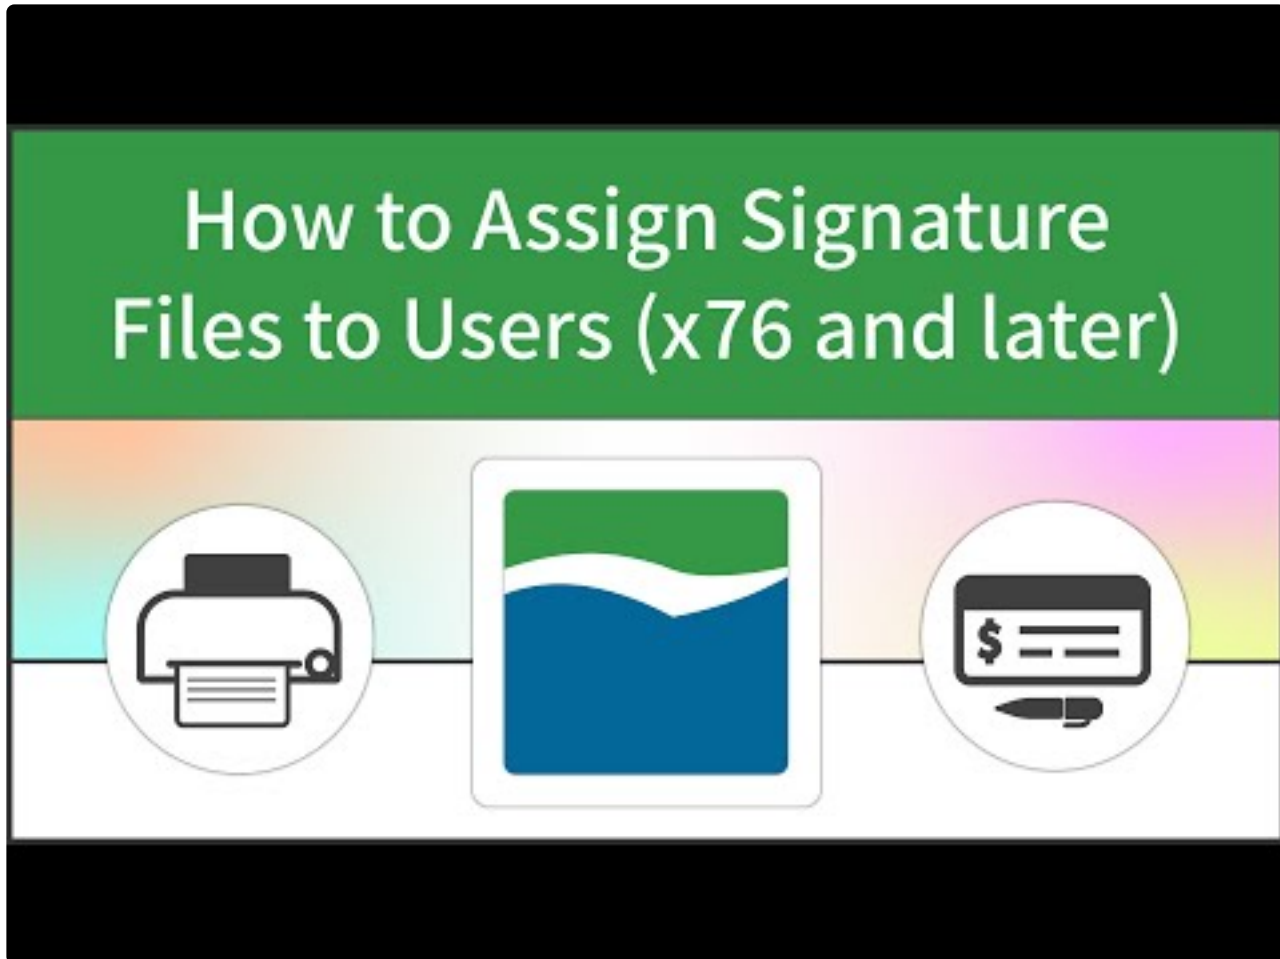 How to Assign Signature
Files to Users (x76 and later)
$